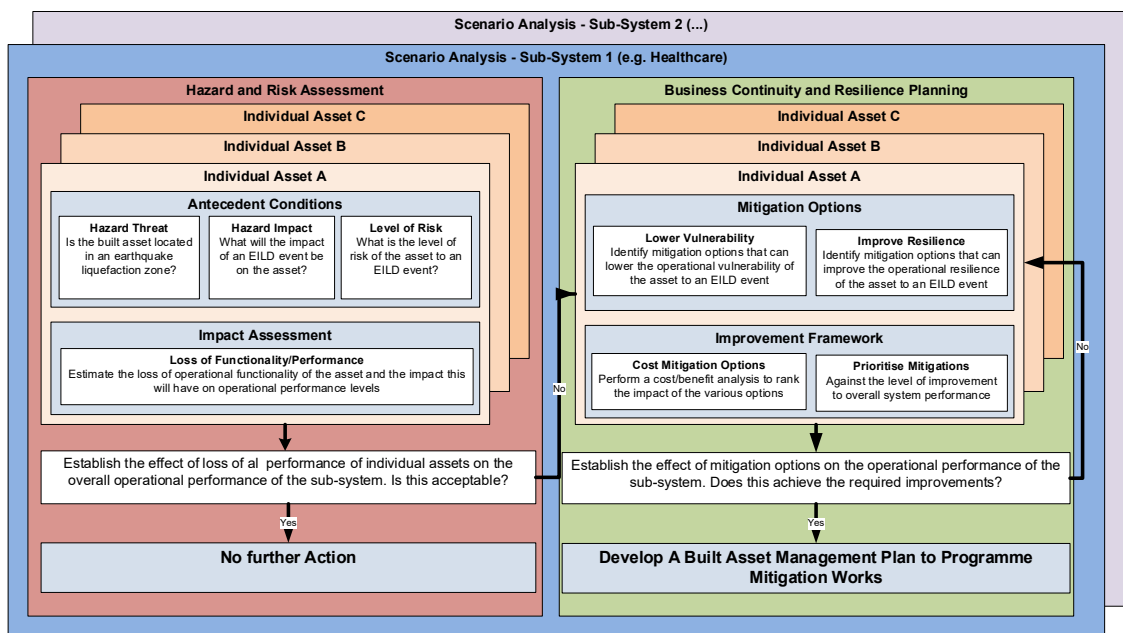 Scenario Analysis - Sub-System 2 (...)
Scenario Analysis - Sub-System 1 (e.g. Healthcare)
Hazard and Risk Assessment
Individual Asset C
Individual Asset B
Individual Asset A
Antecedent Conditions
Hazard Threat
Is the built asset located
in an earthquake
liquefaction zone?
Hazard Impact
What will the impact
of an EILD event be
on the asset?
Level of Risk
What is the level of
risk of the asset to
an EILD event?
Impact Assessment
Loss of Functionality/Performance
Estimate the loss of operational functionality of the asset and the impact this
will have on operational performance levels
Establish the effect of loss of al  performance of individual assets on the
overall operational performance of the sub-system. Is this acceptable?
Yes
No further Action
No
Business Continuity and Resilience Planning
Individual Asset C
Individual Asset B
Individual Asset A
Mitigation Options
Lower Vulnerability
Identify mitigation options that can
lower the operational vulnerability of
the asset to an EILD event
Improve Resilience
Identify mitigation options that can
improve the operational resilience
of the asset to an EILD event
Improvement Framework
Cost Mitigation Options
Perform a cost/benefit analysis to rank
the impact of the various options
Prioritise Mitigations
Against the level of improvement
to overall system performance
Establish the effect of mitigation options on the operational performance of the
sub-system. Does this achieve the required improvements?
No
Yes
Develop A Built Asset Management Plan to Programme
Mitigation Works